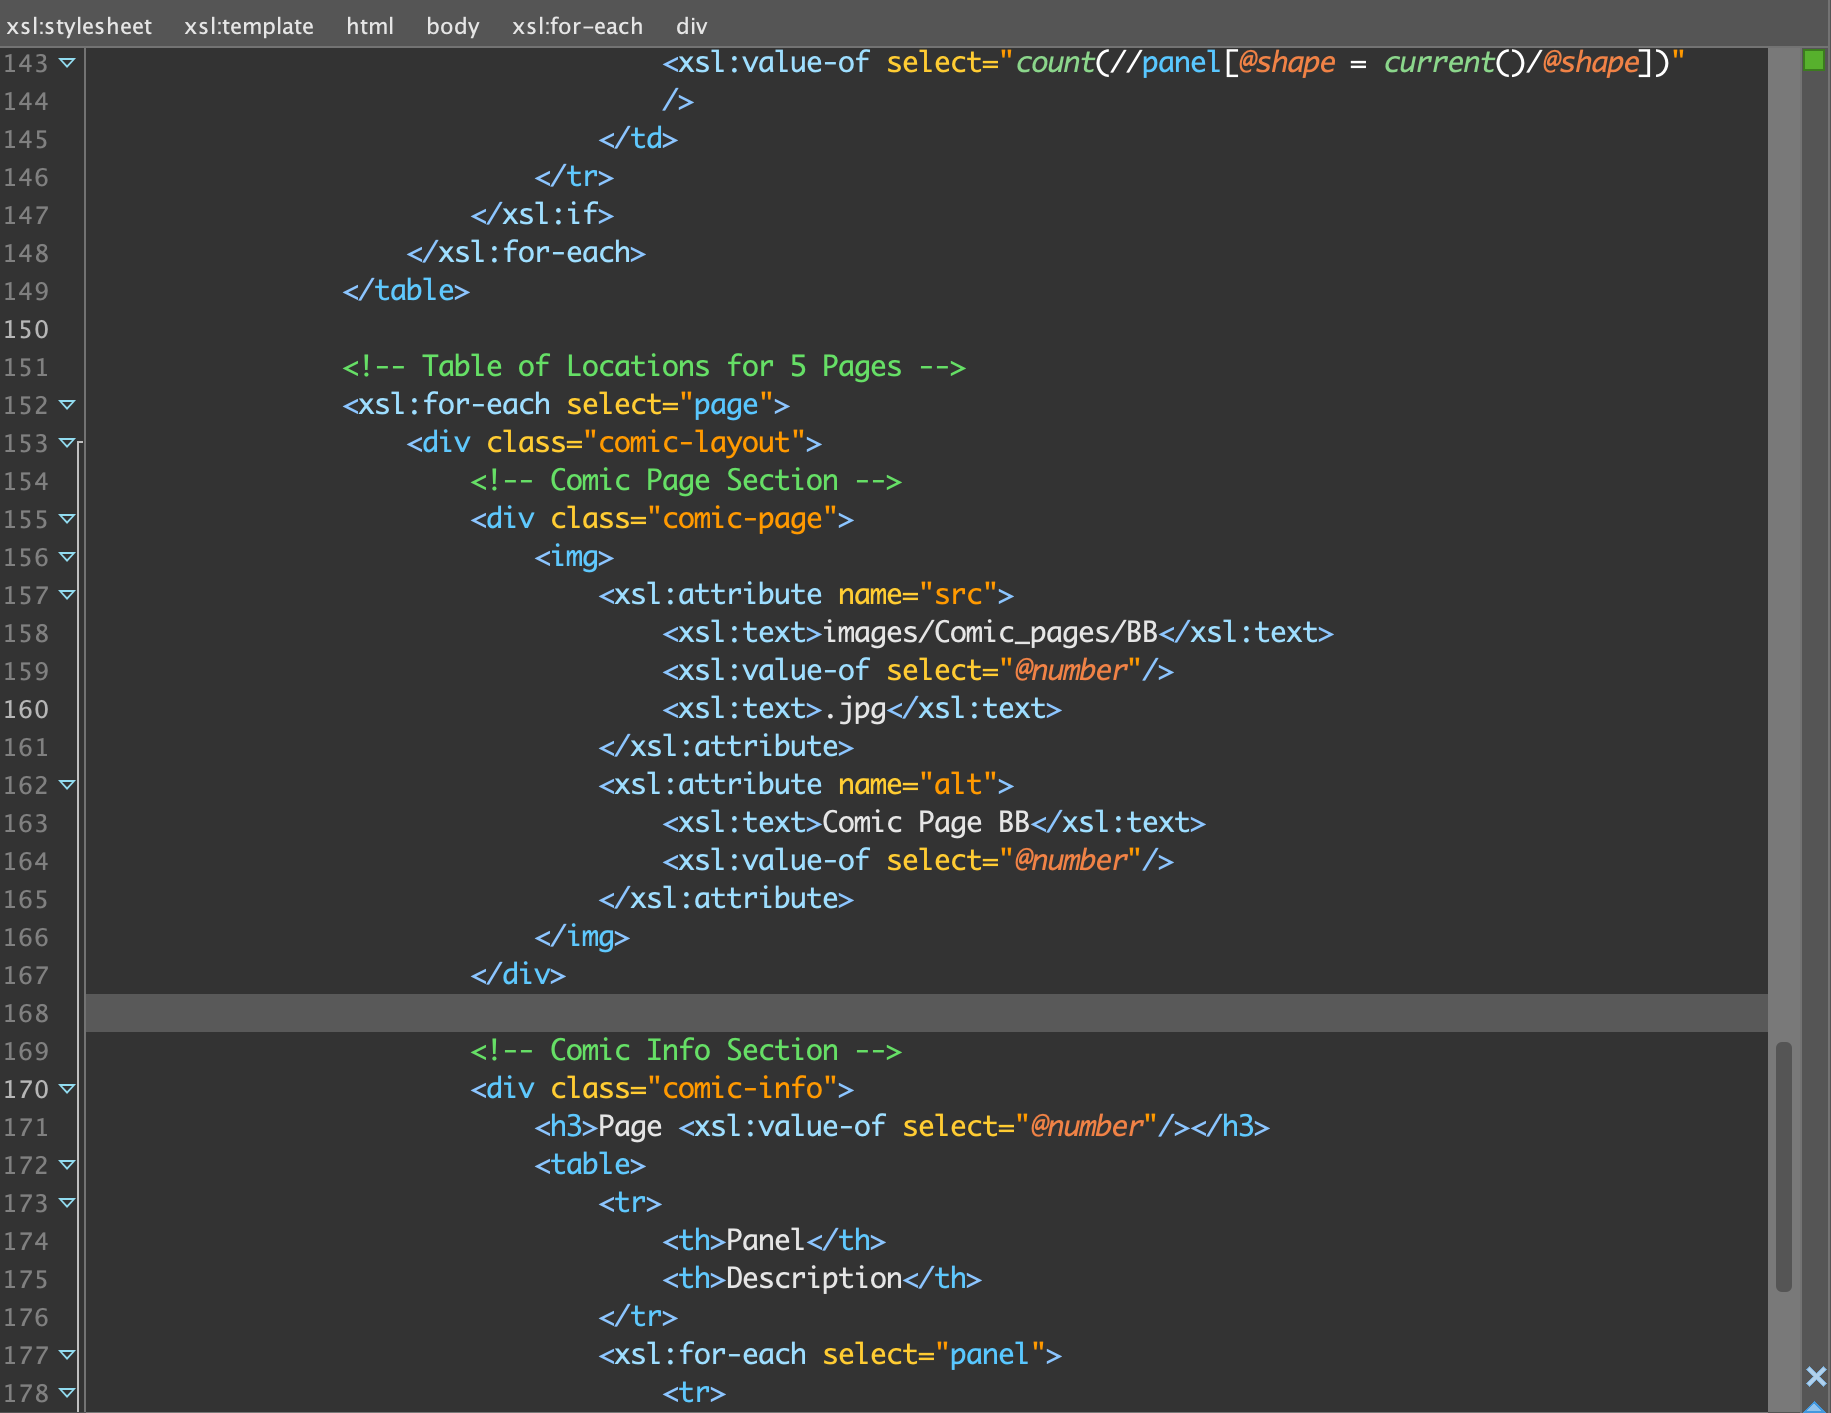 xsl:stylesheet xsl:template html body xsl:for-each div
143 <xsl:value-of select="count(//panel[@shape = current()/@shape])"
144 />
145 </td>
146 </tr>
147 </xsl:if>
148 </xsl:for-each>
149 </table>
150
151 <!-- Table of Locations for 5 Pages -->
152 <xsl:for-each select="page">
153 <div class="comic-layout">
154 <!-- Comic Page Section -->
155 <div class="comic-page">
156 <img>
157 <xsl:attribute name="src">
158 <xsl:text>images/Comic_pages/BB</xsl:text>
159 <xsl:value-of select="@number"/>
160 <xsl:text>.jpg</xsl:text>
161 </xsl:attribute>
162 <xsl:attribute name="alt">
163 <xsl:text>Comic Page BB</xsl:text>
164 <xsl:value-of select="@number"/>
165 </xsl:attribute>
166 </img>
167 </div>
168
169 <!-- Comic Info Section -->
170 <div class="comic-info">
171 <h3>Page <xsl:value-of select="@number"/></h3>
172 <table>
173 <tr>
174 <th>Panel</th>
175 <th>Description</th>
176 </tr>
177 <xsl:for-each select="panel">
178 <tr>